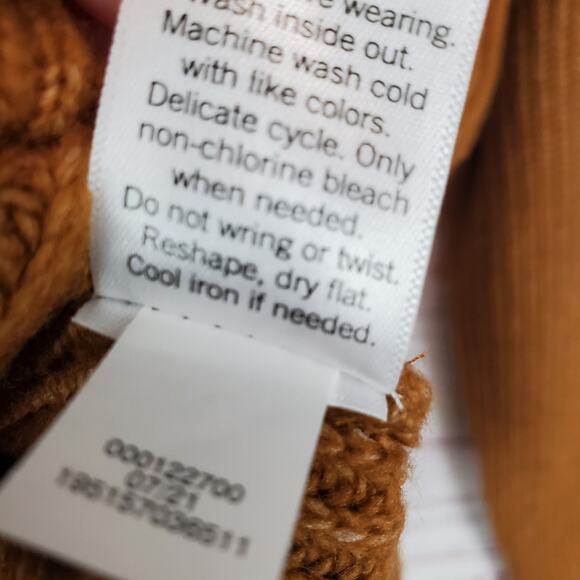 wearing.
Wash inside out.
Machine wash cold
with like colors.
Delicate cycle. Only
non-chlorine bleach
when needed.
Do not wring or twist.
Reshape, dry flat.
Cool iron if needed.
000122700
07/21
195157036511